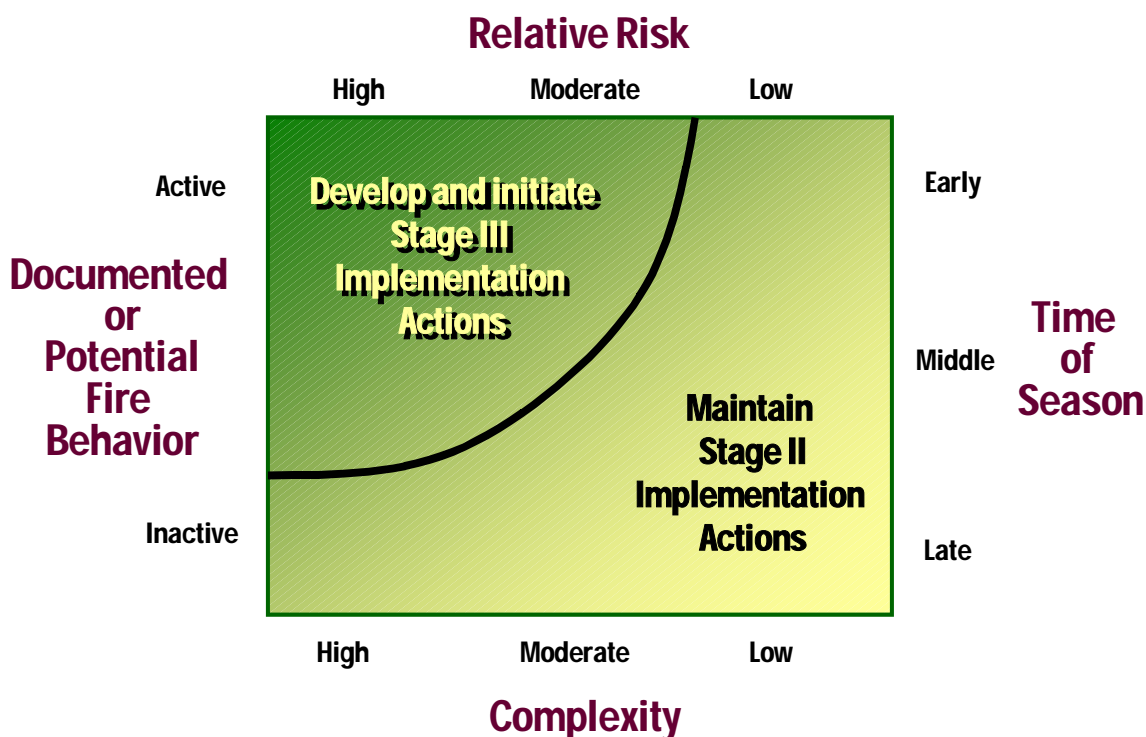 Relative Risk
High Moderate Low
Active
Develop and initiate
Stage III
Implementation
Actions
Early
Documented
or
Potential
Fire
Behavior
Time
of
Season
Middle
Maintain
Stage II
Implementation
Actions
Inactive
Late
High Moderate Low
Complexity